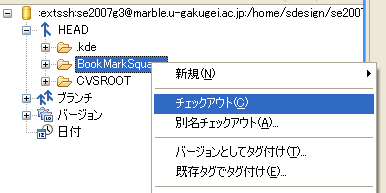 :extssh:se2007g3@marble.u-gakugei.ac.jp:/home/sdesign/se2007
HEAD
.kde
BookMarkSqua
CVSROOT
ブランチ
バージョン
日付
新規(N)
チェックアウト(C)
別名チェックアウト(A)...
バージョンとしてタグ付け(T)...
既存タグでタグ付け(E)...